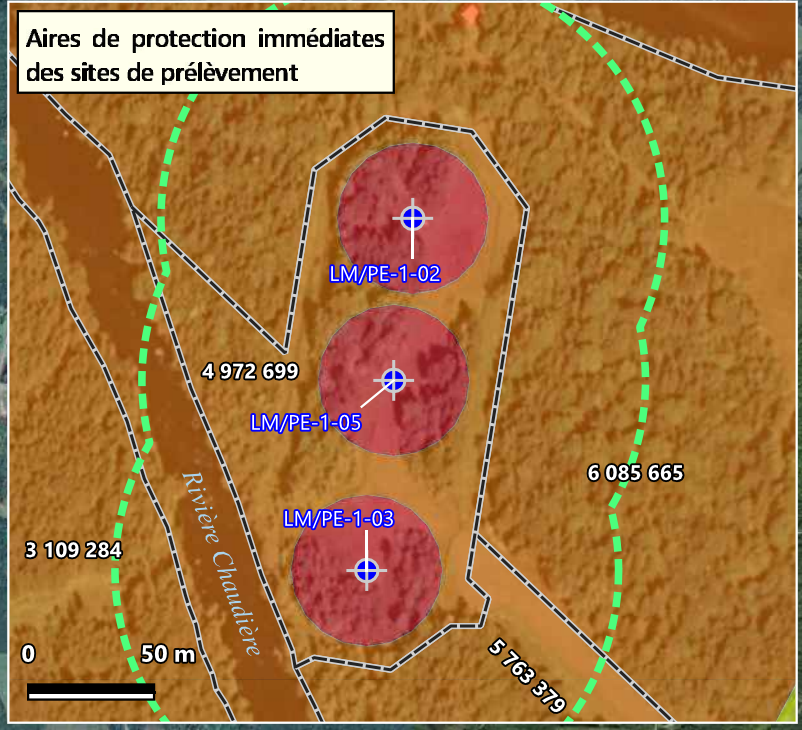 Aires de protection immédiates
des sites de prélèvement
LM/PE-1-02
4 972 699
LM/PE-1-05
6 085 665
LM/PE-1-03
Rivière Chaudière
3 109 284
0 50 m
5 763 379